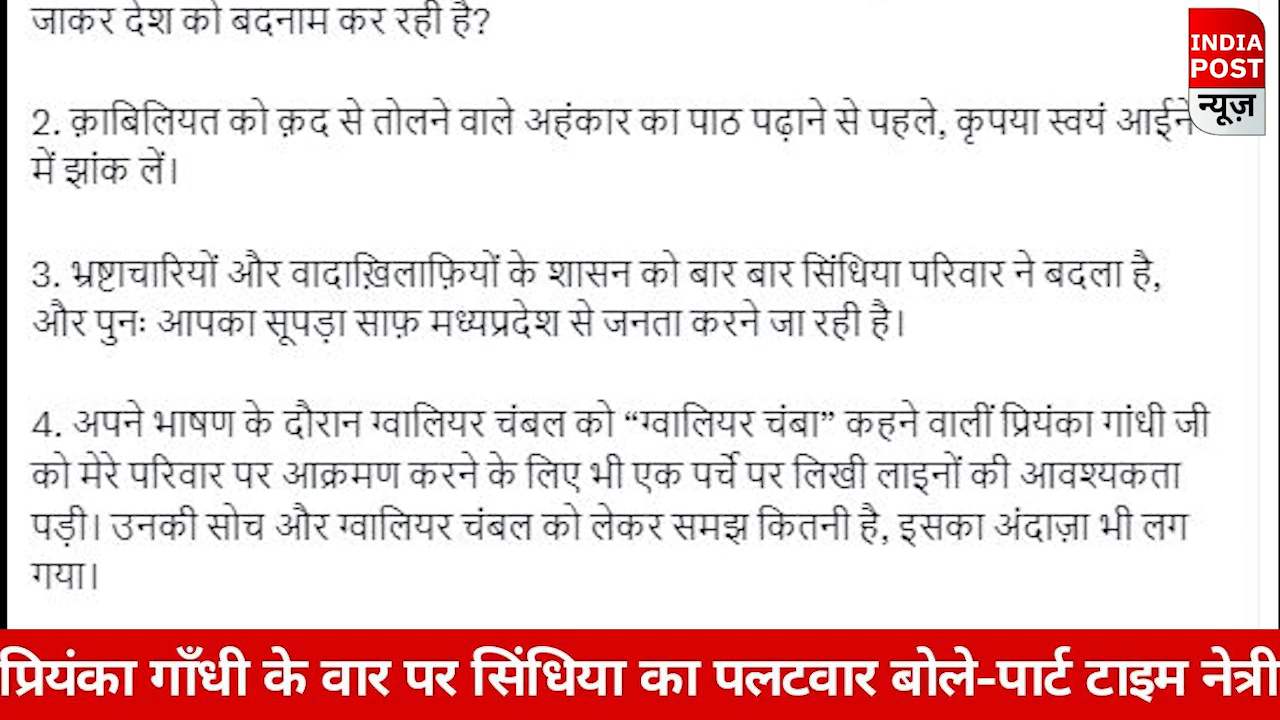 जाकर देश को बदनाम कर रही है?
INDIA
POST
न्यूज़
2. क़ाबिलियत को क़द से तोलने वाले अहंकार का पाठ पढ़ाने से पहले, कृपया स्वयं आईने
में झांक लें।
3. भ्रष्टाचारियों और वादाख़िलाफ़ियों के शासन को बार बार सिंधिया परिवार ने बदला है,
और पुनः आपका सूपड़ा साफ़ मध्यप्रदेश से जनता करने जा रही है।
4. अपने भाषण के दौरान ग्वालियर चंबल को “ग्वालियर चंबा” कहने वालीं प्रियंका गांधी जी
को मेरे परिवार पर आक्रमण करने के लिए भी एक पर्चे पर लिखी लाइनों की आवश्यकता
पड़ी। उनकी सोच और ग्वालियर चंबल को लेकर समझ कितनी है, इसका अंदाज़ा भी लग
गया।
प्रियंका गाँधी के वार पर सिंधिया का पलटवार बोले-पार्ट टाइम नेत्री